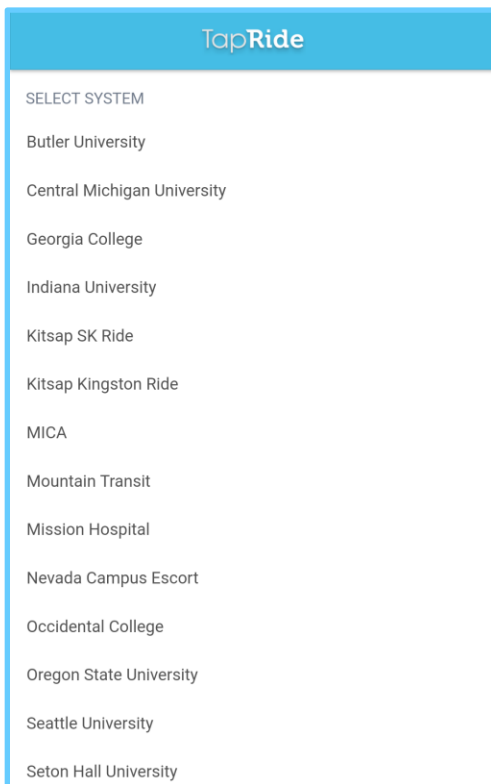 TapRide
SELECT SYSTEM
Butler University
Central Michigan University
Georgia College
Indiana University
Kitsap SK Ride
Kitsap Kingston Ride
MICA
Mountain Transit
Mission Hospital
Nevada Campus Escort
Occidental College
Oregon State University
Seattle University
Seton Hall University